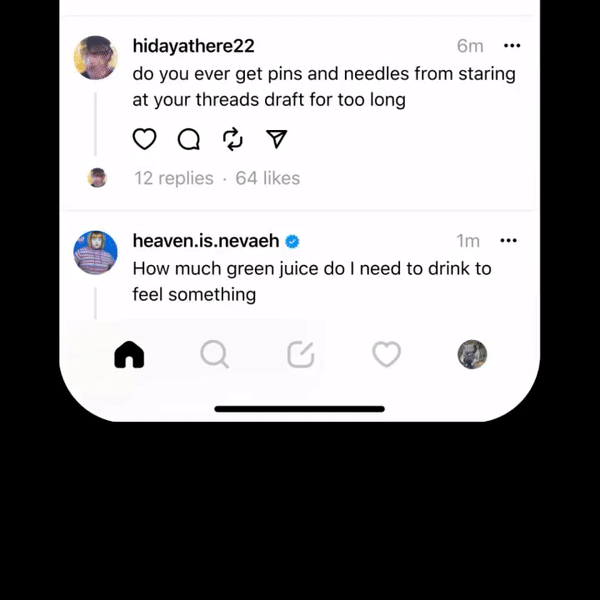 hidayathere22 6m
do you ever get pins and needles from staring
at your threads draft for too long
12 replies · 64 likes
heaven.is.nevaeh 1m
How much green juice do I need to drink to
feel something